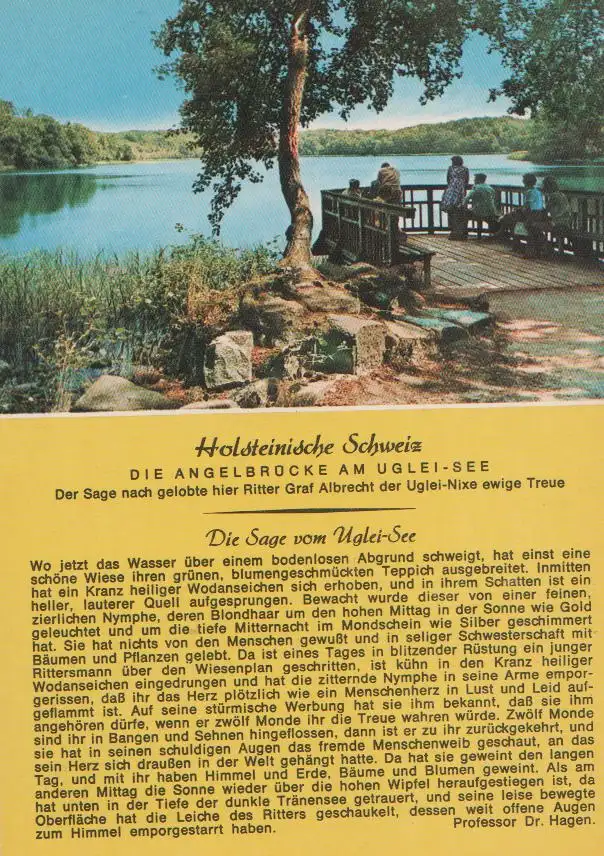 Holsteinische Schweiz
DIE ANGELBRÜCKE AM UGLEI-SEE
Der Sage nach gelobte hier Ritter Graf Albrecht der Uglei-Nixe ewige Treue
Die Sage vom Uglei-See
Wo jetzt das Wasser über einem bodenlosen Abgrund schweigt, hat einst eine
schöne Wiese ihren grünen, blumengeschmückten Teppich ausgebreitet. Inmitten
hat ein Kranz heiliger Wodanseichen sich erhoben, und in ihrem Schatten ist ein
heller, lauterer Quell aufgesprungen. Bewacht wurde dieser von einer feinen,
zierlichen Nymphe, deren Blondhaar um den hohen Mittag in der Sonne wie Gold
geleuchtet und um die tiefe Mitternacht im Mondschein wie Silber geschimmert
hat. Sie hat nichts von den Menschen gewußt und in seliger Schwesterschaft mit
Bäumen und Pflanzen gelebt. Da ist eines Tages in blitzender Rüstung ein junger
Rittersmann über den Wiesenplan geschritten, ist kühn in den Kranz heiliger
Wodanseichen eingedrungen und hat die zitternde Nymphe in seine Arme empor-
gerissen, daß ihr das Herz plötzlich wie ein Menschenherz in Lust und Leid auf-
geflammt ist. Auf seine stürmische Werbung hat sie ihm bekannt, daß sie ihm
angehören dürfe, wenn er zwölf Monde ihr die Treue wahren würde. Zwölf Monde
sind ihr in Bangen und Sehnen hingeflossen, dann ist er zu ihr zurückgekehrt, und
sie hat in seinen schuldigen Augen das fremde Menschenweib geschaut, an das
sein Herz sich draußen in der Welt gehängt hatte. Da hat sie geweint den langen
Tag, und mit ihr haben Himmel und Erde, Bäume und Blumen geweint. Als am
anderen Mittag die Sonne wieder über die hohen Wipfel heraufgestiegen ist, da
hat unten in der Tiefe der dunkle Tränensee getrauert, und seine leise bewegte
Oberfläche hat die Leiche des Ritters geschaukelt, dessen weit offene Augen
zum Himmel emporgestarrt haben. Professor Dr. Hagen.